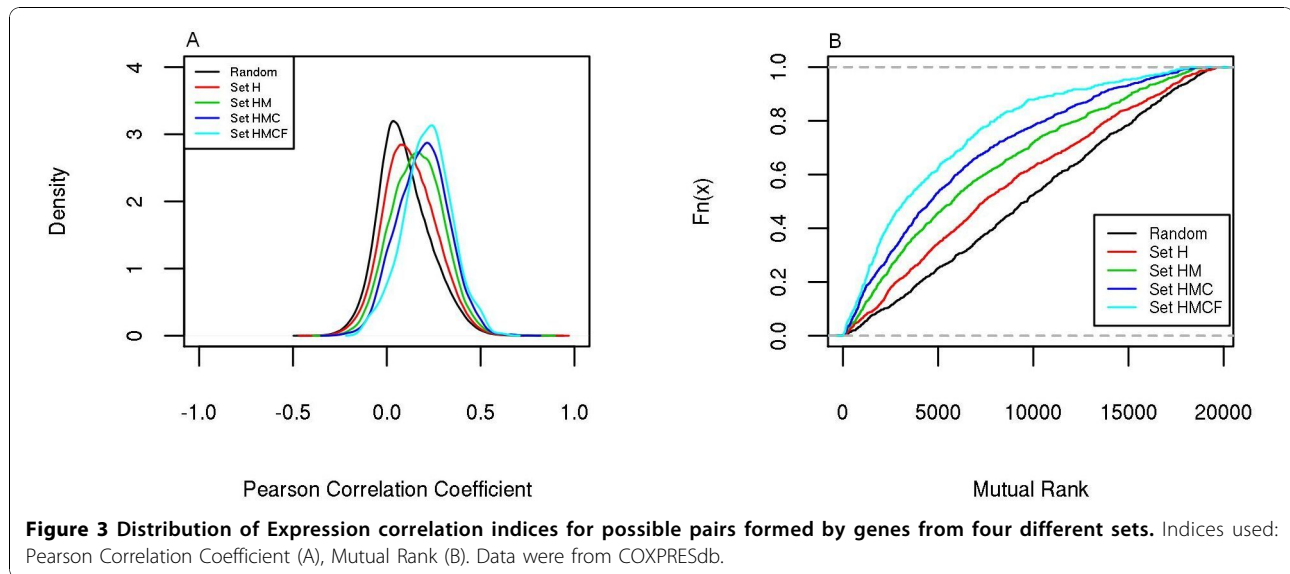 A
4
3
2
1
0
Density
Random
Set H
Set HM
Set HMC
Set HMCF
-1.0 -0.5 0.0 0.5 1.0
Pearson Correlation Coefficient
B
1.0
0.8
0.6
0.4
0.2
0.0
Fn(x)
Random
Set H
Set HM
Set HMC
Set HMCF
0 5000 10000 15000 20000
Mutual Rank
Figure 3 Distribution of Expression correlation indices for possible pairs formed by genes from four different sets. Indices used:
Pearson Correlation Coefficient (A), Mutual Rank (B). Data were from COXPRESdb.